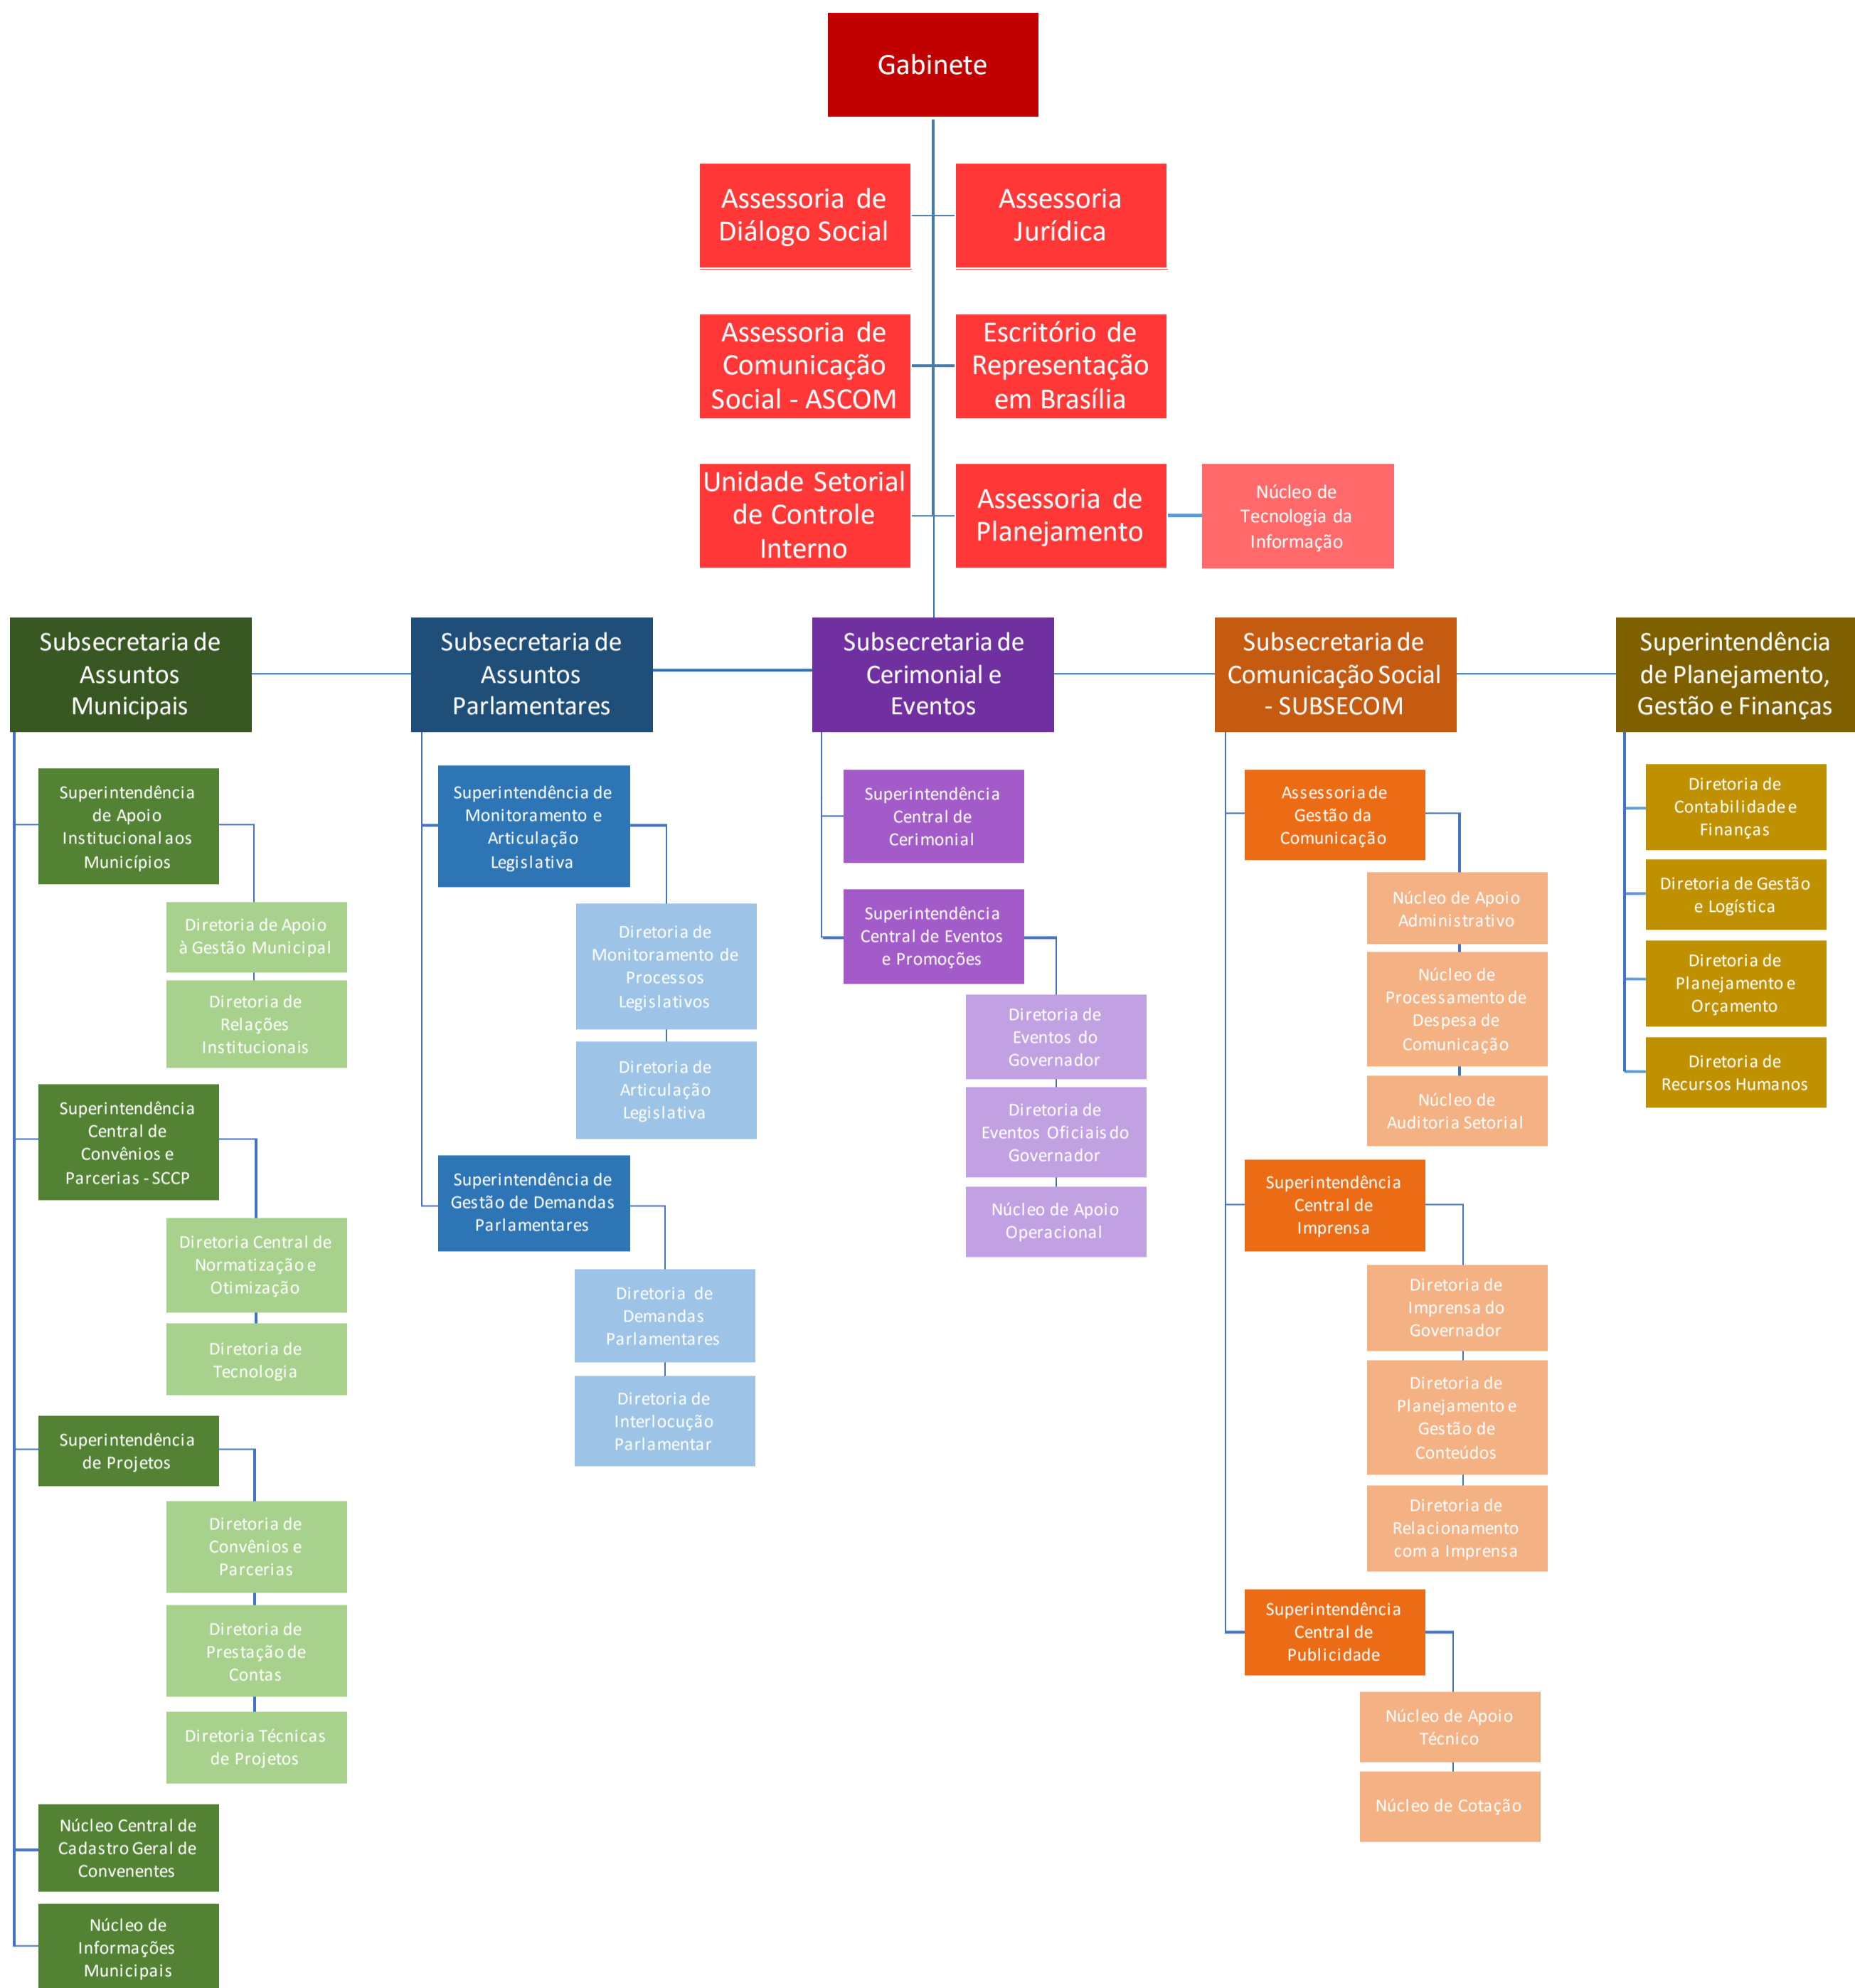 Gabinete
Assessoria de
Diálogo Social
Assessoria
Jurídica
Assessoria de
Comunicação
Social - ASCOM
Escritório de
Representação
em Brasília
Unidade Setorial
de Controle
Interno
Assessoria de
Planejamento
Núcleo de
Tecnologia da
Informação
Subsecretaria de
Assuntos
Municipais
Subsecretaria de
Assuntos
Parlamentares
Subsecretaria de
Cerimonial e
Eventos
Subsecretaria de
Comunicação Social
- SUBSECOM
Superintendência
de Planejamento,
Gestão e Finanças
Superintendência
de Apoio
Institucional aos
Municípios
Diretoria de Apoio
à Gestão Municipal
Diretoria de
Relações
Institucionais
Superintendência
Central de
Convênios e
Parcerias - SCCP
Diretoria Central de
Normatização e
Otimização
Diretoria de
Tecnologia
Superintendência
de Projetos
Diretoria de
Convênios e
Parcerias
Diretoria de
Prestação de
Contas
Diretoria Técnicas
de Projetos
Núcleo Central de
Cadastro Geral de
Convenentes
Núcleo de
Informações
Municipais
Superintendência de
Monitoramento e
Articulação
Legislativa
Diretoria de
Monitoramento de
Processos
Legislativos
Diretoria de
Articulação
Legislativa
Superintendência de
Gestão de Demandas
Parlamentares
Diretoria de
Demandas
Parlamentares
Diretoria de
Interlocução
Parlamentar
Superintendência
Central de
Cerimonial
Superintendência
Central de Eventos
e Promoções
Diretoria de
Eventos do
Governador
Diretoria de
Eventos Oficiais do
Governador
Núcleo de Apoio
Operacional
Assessoria de
Gestão da
Comunicação
Núcleo de Apoio
Administrativo
Núcleo de
Processamento de
Despesa de
Comunicação
Núcleo de
Auditoria Setorial
Superintendência
Central de
Imprensa
Diretoria de
Imprensa do
Governador
Diretoria de
Planejamento e
Gestão de
Conteúdos
Diretoria de
Relacionamento
com a Imprensa
Superintendência
Central de
Publicidade
Núcleo de Apoio
Técnico
Núcleo de Cotação
Diretoria de
Contabilidade e
Finanças
Diretoria de Gestão
e Logística
Diretoria de
Planejamento e
Orçamento
Diretoria de
Recursos Humanos